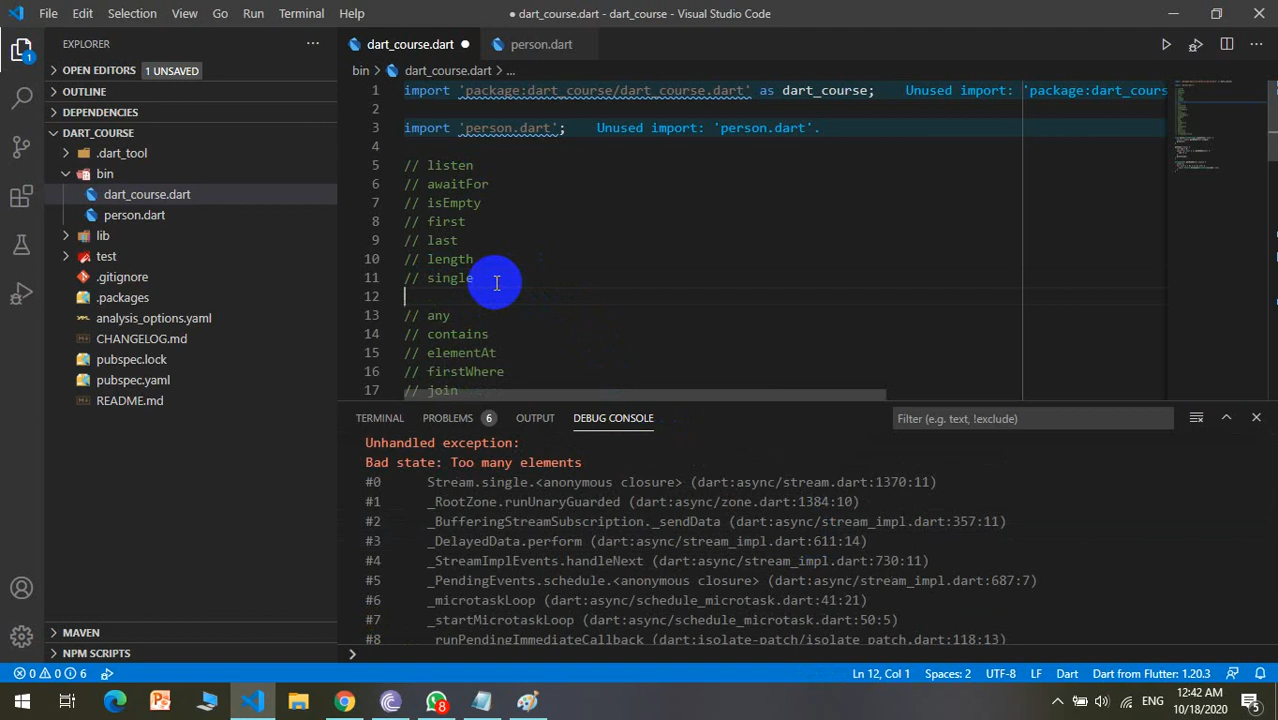 File Edit Selection View Go Run Terminal Help
● dart_course.dart - dart_course - Visual Studio Code
EXPLORER
OPEN EDITORS 1 UNSAVED
OUTLINE
DEPENDENCIES
DART_COURSE
.dart_tool
bin
dart_course.dart
person.dart
lib
test
.gitignore
.packages
analysis_options.yaml
CHANGELOG.md
pubspec.lock
pubspec.yaml
README.md
MAVEN
NPM SCRIPTS
1
dart_course.dart ● person.dart
bin > dart_course.dart > ...
1 import 'package:dart_course/dart_course.dart' as dart_course; Unused import: 'package:dart_cours
2
3 import 'person.dart'; Unused import: 'person.dart'.
4
5 // listen
6 // awaitFor
7 // isEmpty
8 // first
9 // last
10 // length
11 // single
12
13 // any
14 // contains
15 // elementAt
16 // firstWhere
17 // join
TERMINAL PROBLEMS 6 OUTPUT DEBUG CONSOLE Filter (e.g. text, !exclude)
Unhandled exception:
Bad state: Too many elements
#0 Stream.single.<anonymous closure> (dart:async/stream.dart:1370:11)
#1 _RootZone.runUnaryGuarded (dart:async/zone.dart:1384:10)
#2 _BufferingStreamSubscription._sendData (dart:async/stream_impl.dart:357:11)
#3 _DelayedData.perform (dart:async/stream_impl.dart:611:14)
#4 _StreamImplEvents.handleNext (dart:async/stream_impl.dart:730:11)
#5 _PendingEvents.schedule.<anonymous closure> (dart:async/stream_impl.dart:687:7)
#6 _microtaskLoop (dart:async/schedule_microtask.dart:41:21)
#7 _startMicrotaskLoop (dart:async/schedule_microtask.dart:50:5)
#8 _runPendingImmediateCallback (dart:isolate-patch/isolate_patch.dart:118:13)
0 0 6 Ln 12, Col 1 Spaces: 2 UTF-8 LF Dart Dart from Flutter: 1.20.3
8
ENG
12:42 AM
10/18/2020
5